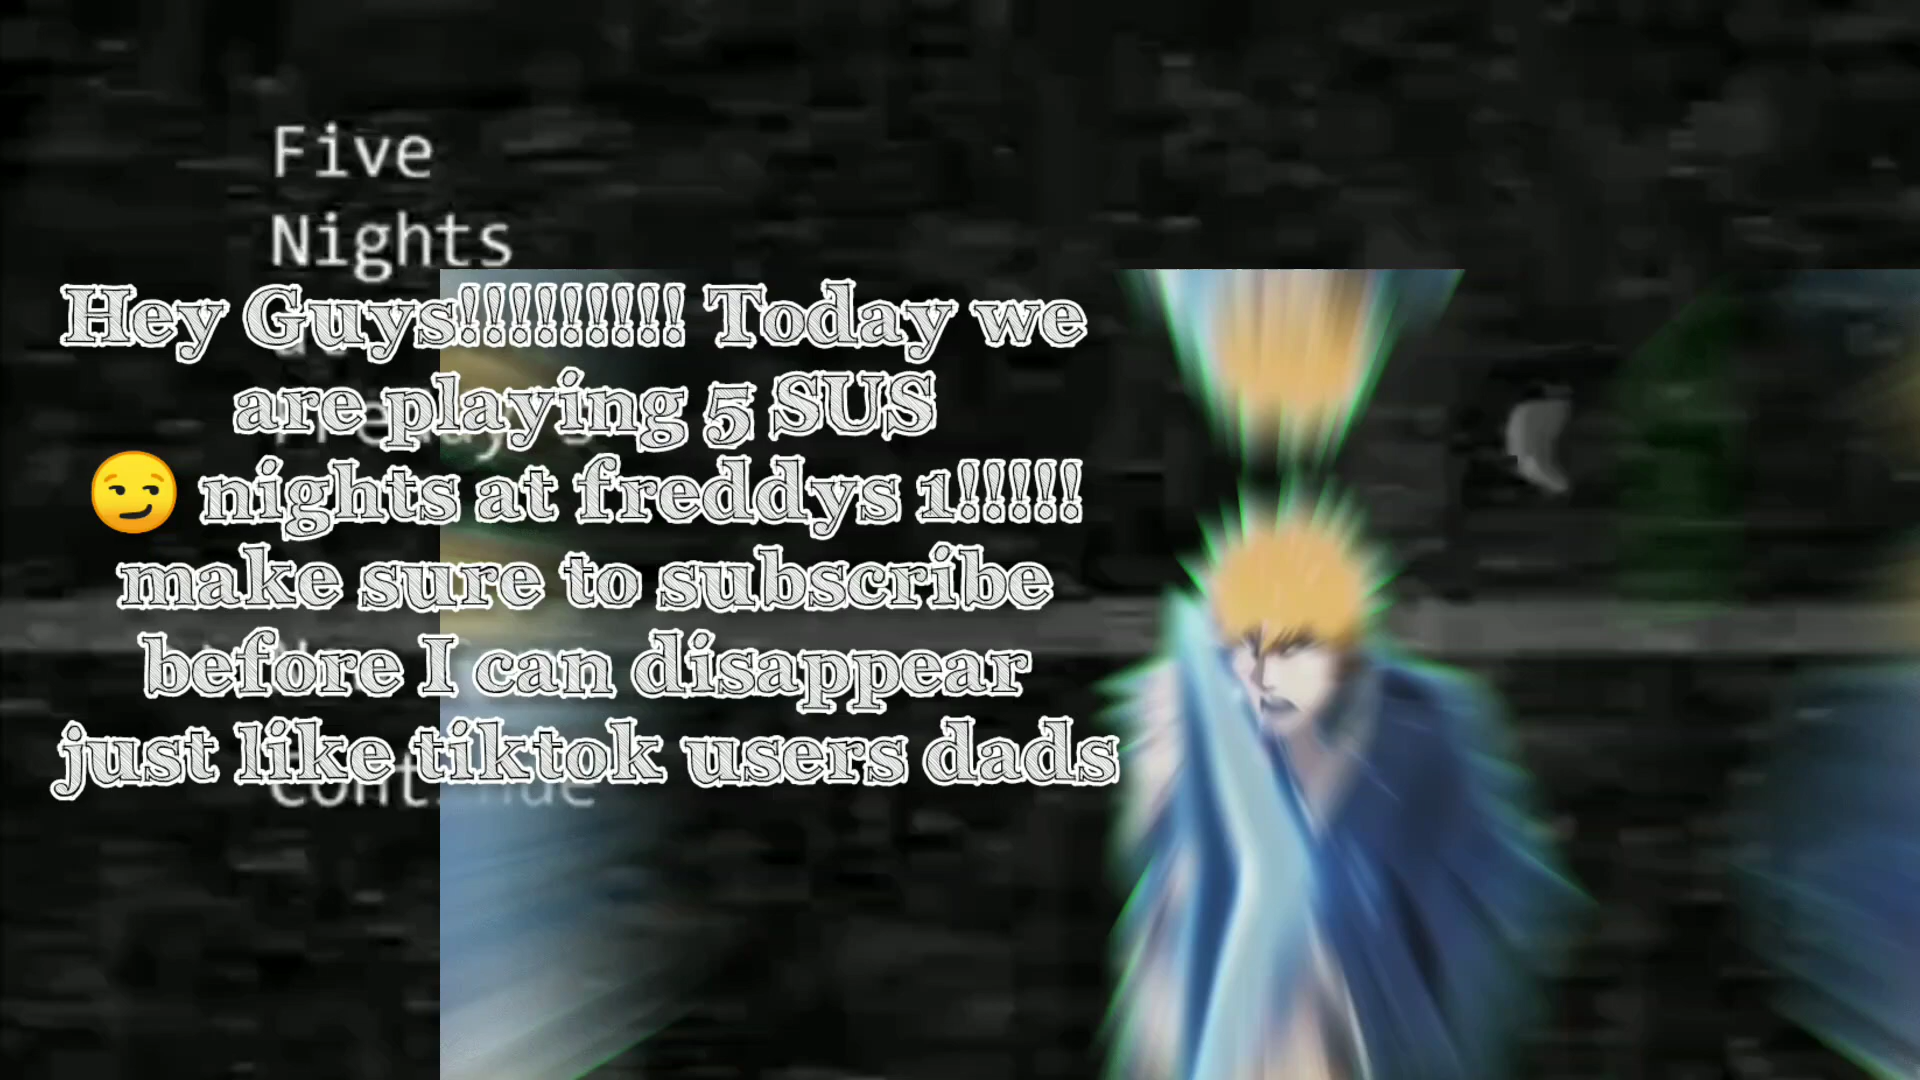 Five
Nights
Hey Guys!!!!!!!!! Today we
are playing 5 SUS
😏 nights at freddys 1!!!!!
make sure to subscribe
before I can disappear
just like tiktok users dads
Continue